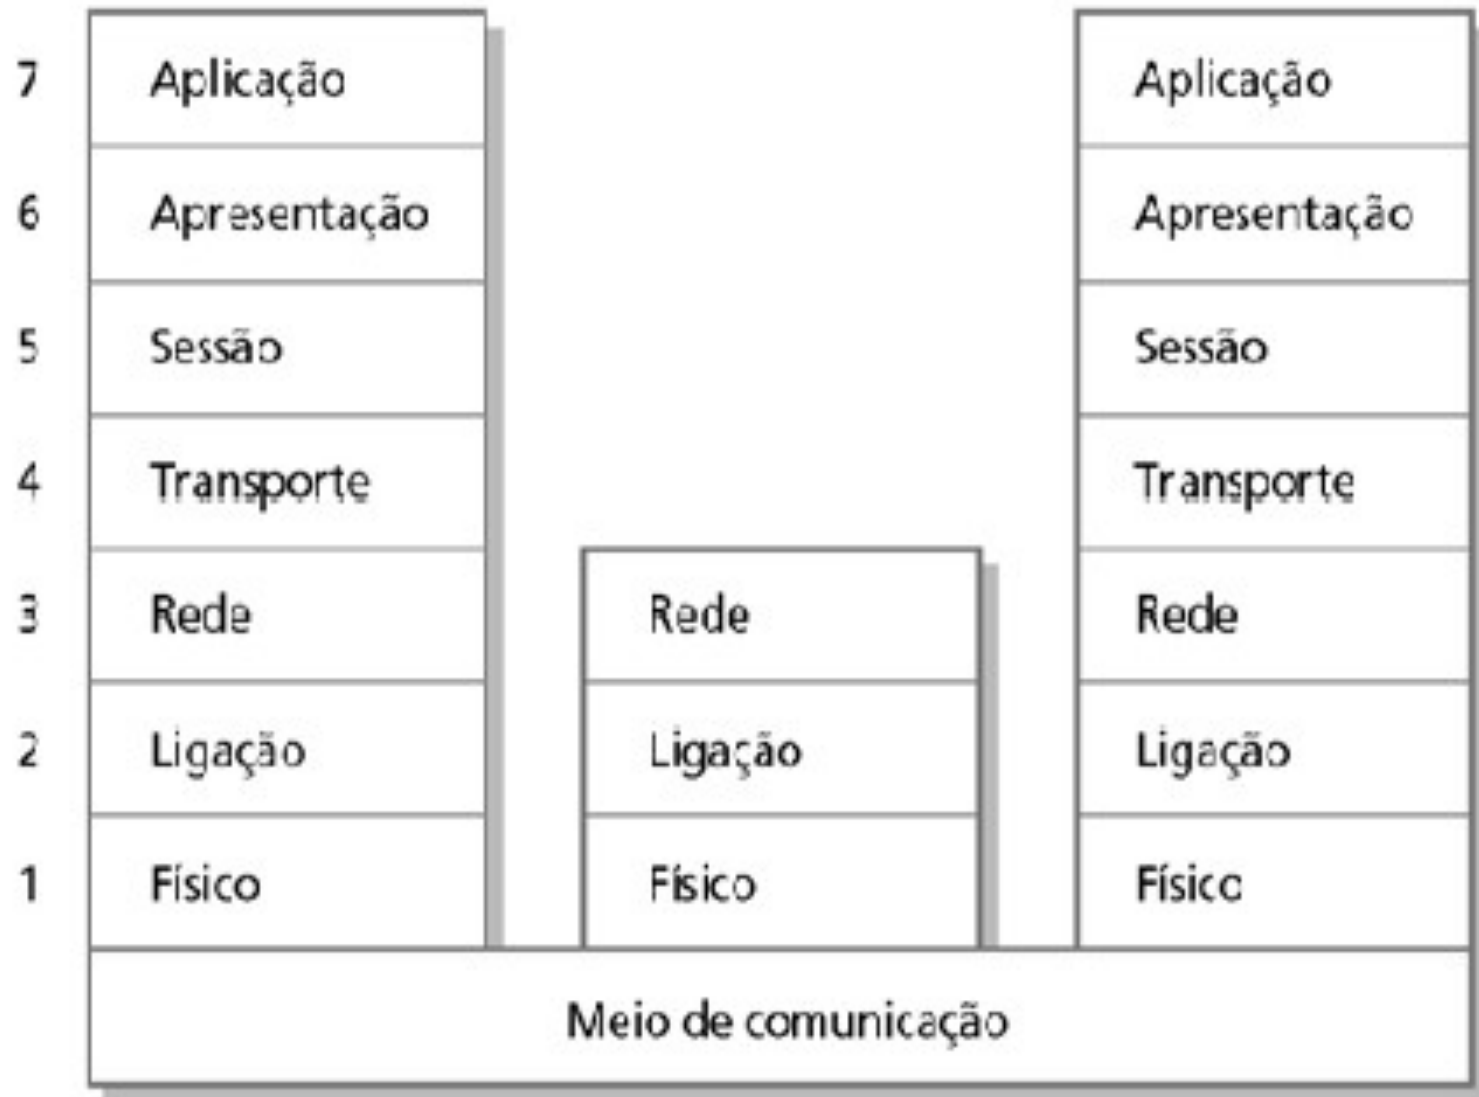 7 Aplicação Aplicação
6 Apresentação Apresentação
5 Sessão Sessão
4 Transporte Transporte
3 Rede Rede Rede
2 Ligação Ligação Ligação
1 Físico Físico Físico
Meio de comunicação